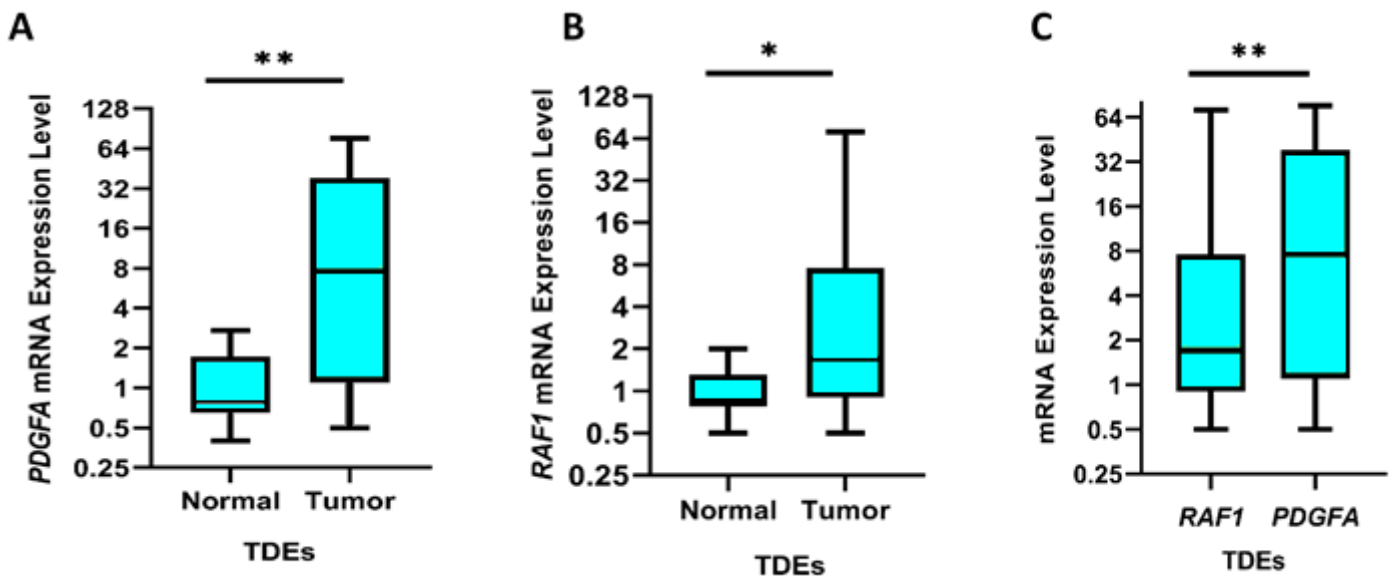 A
**
PDGFA mRNA Expression Level
128
64
32
16
8
4
2
1
0.5
0.25
Normal Tumor
TDEs
B
*
RAF1 mRNA Expression Level
128
64
32
16
8
4
2
1
0.5
0.25
Normal Tumor
TDEs
C
**
mRNA Expression Level
64
32
16
8
4
2
1
0.5
0.25
RAF1 PDGFA
TDEs